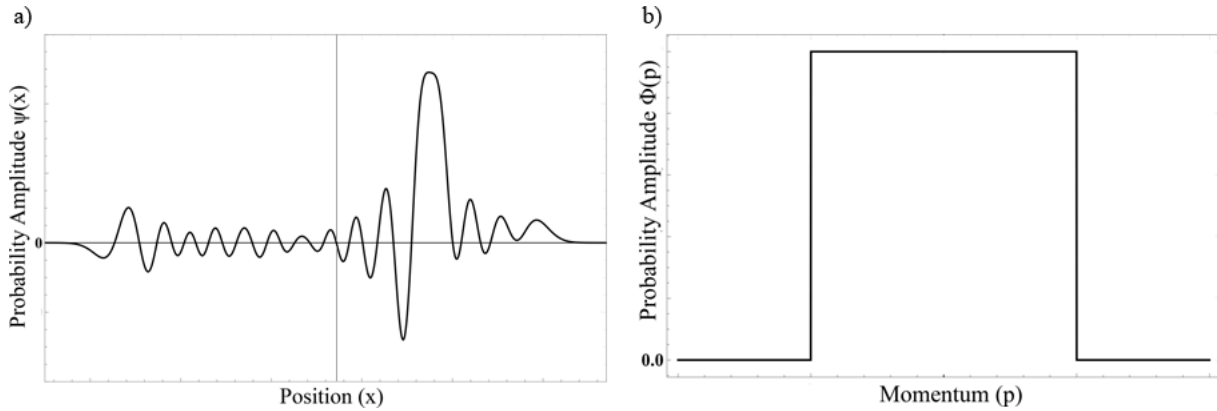 a)
Probability Amplitude ψ(x)
0
Position (x)
b)
Probability Amplitude Φ(p)
0.0
Momentum (p)